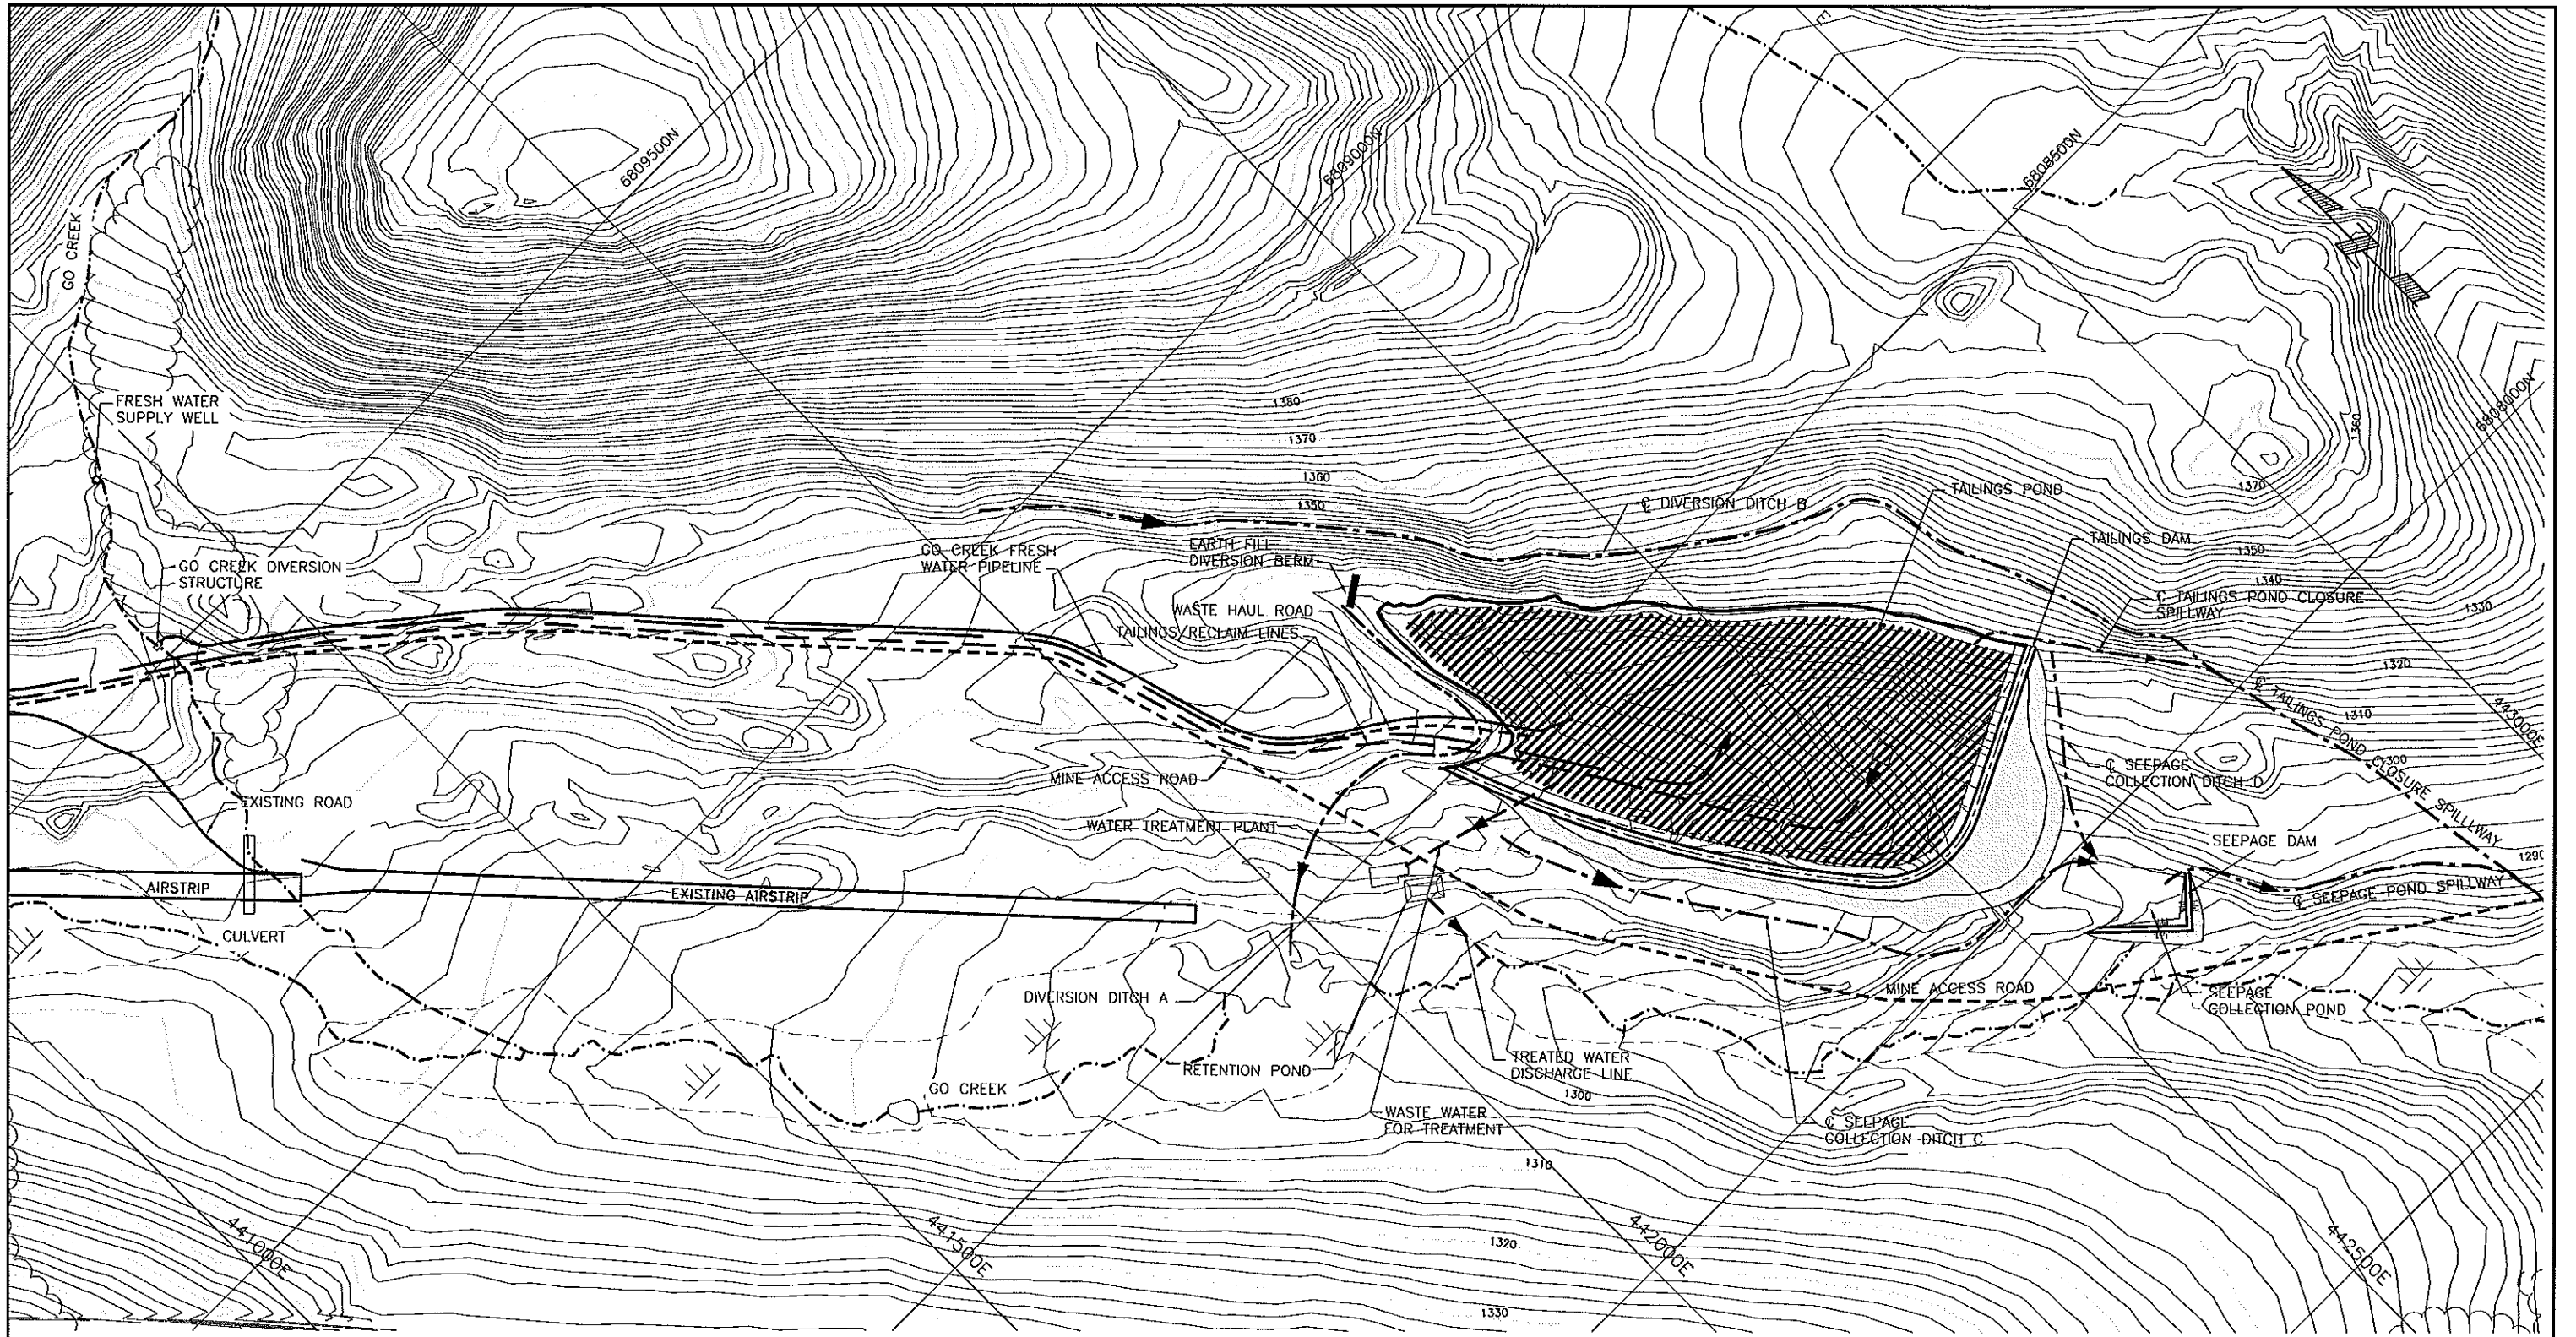 E
6809500N
6809000N
6808500N
6808000N
GO CREEK
FRESH WATER
SUPPLY WELL
1380
1370
1360
1350
1360
1370
1350
1340
1330
1320
1310
1300
1290
℄ DIVERSION DITCH B
TAILINGS POND
TAILINGS DAM
GO CREEK DIVERSION
STRUCTURE
GO CREEK FRESH
WATER PIPELINE
EARTH FILL
DIVERSION BERM
WASTE HAUL ROAD
TAILINGS/RECLAIM LINES
℄ TAILINGS POND CLOSURE
SPILLWAY
℄ TAILINGS POND CLOSURE SPILLLWAY
443000E
MINE ACCESS ROAD
℄ SEEPAGE
COLLECTION DITCH D
EXISTING ROAD
WATER TREATMENT PLANT
SEEPAGE DAM
AIRSTRIP
EXISTING AIRSTRIP
℄ SEEPAGE POND SPILLWAY
CULVERT
DIVERSION DITCH A
MINE ACCESS ROAD
SEEPAGE
COLLECTION POND
RETENTION POND
TREATED WATER
DISCHARGE LINE
GO CREEK
1300
WASTE WATER
FOR TREATMENT
℄ SEEPAGE
COLLECTION DITCH C
1310
1320
1330
441000E
441500E
442000E
442500E